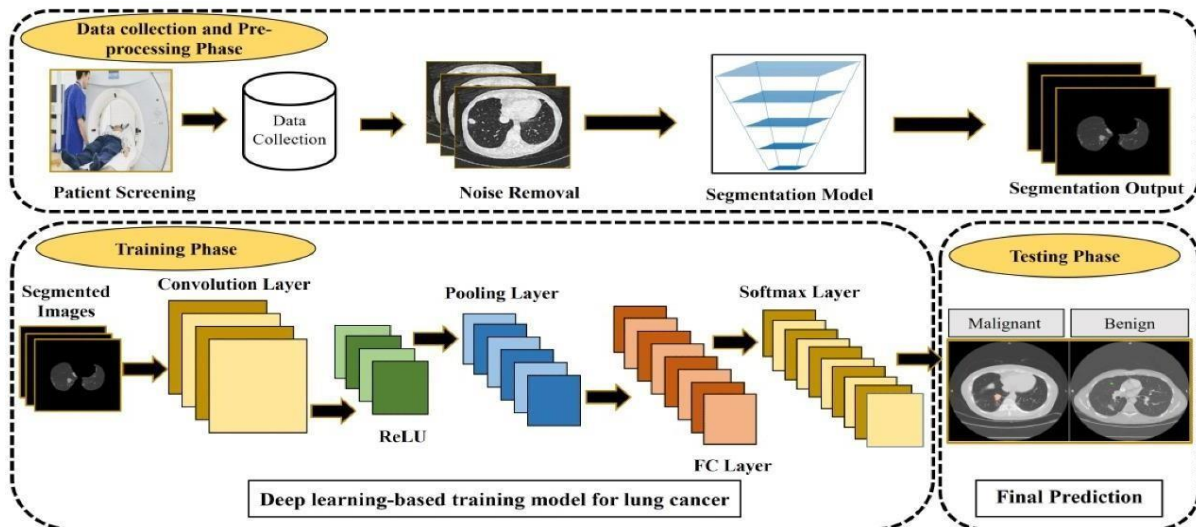 Data collection and Pre-
processing Phase
Data
Collection
Patient Screening
Noise Removal
Segmentation Model
Segmentation Output
Training Phase
Segmented
Images
Convolution Layer
ReLU
Pooling Layer
FC Layer
Softmax Layer
Deep learning-based training model for lung cancer
Testing Phase
Malignant
Benign
Final Prediction